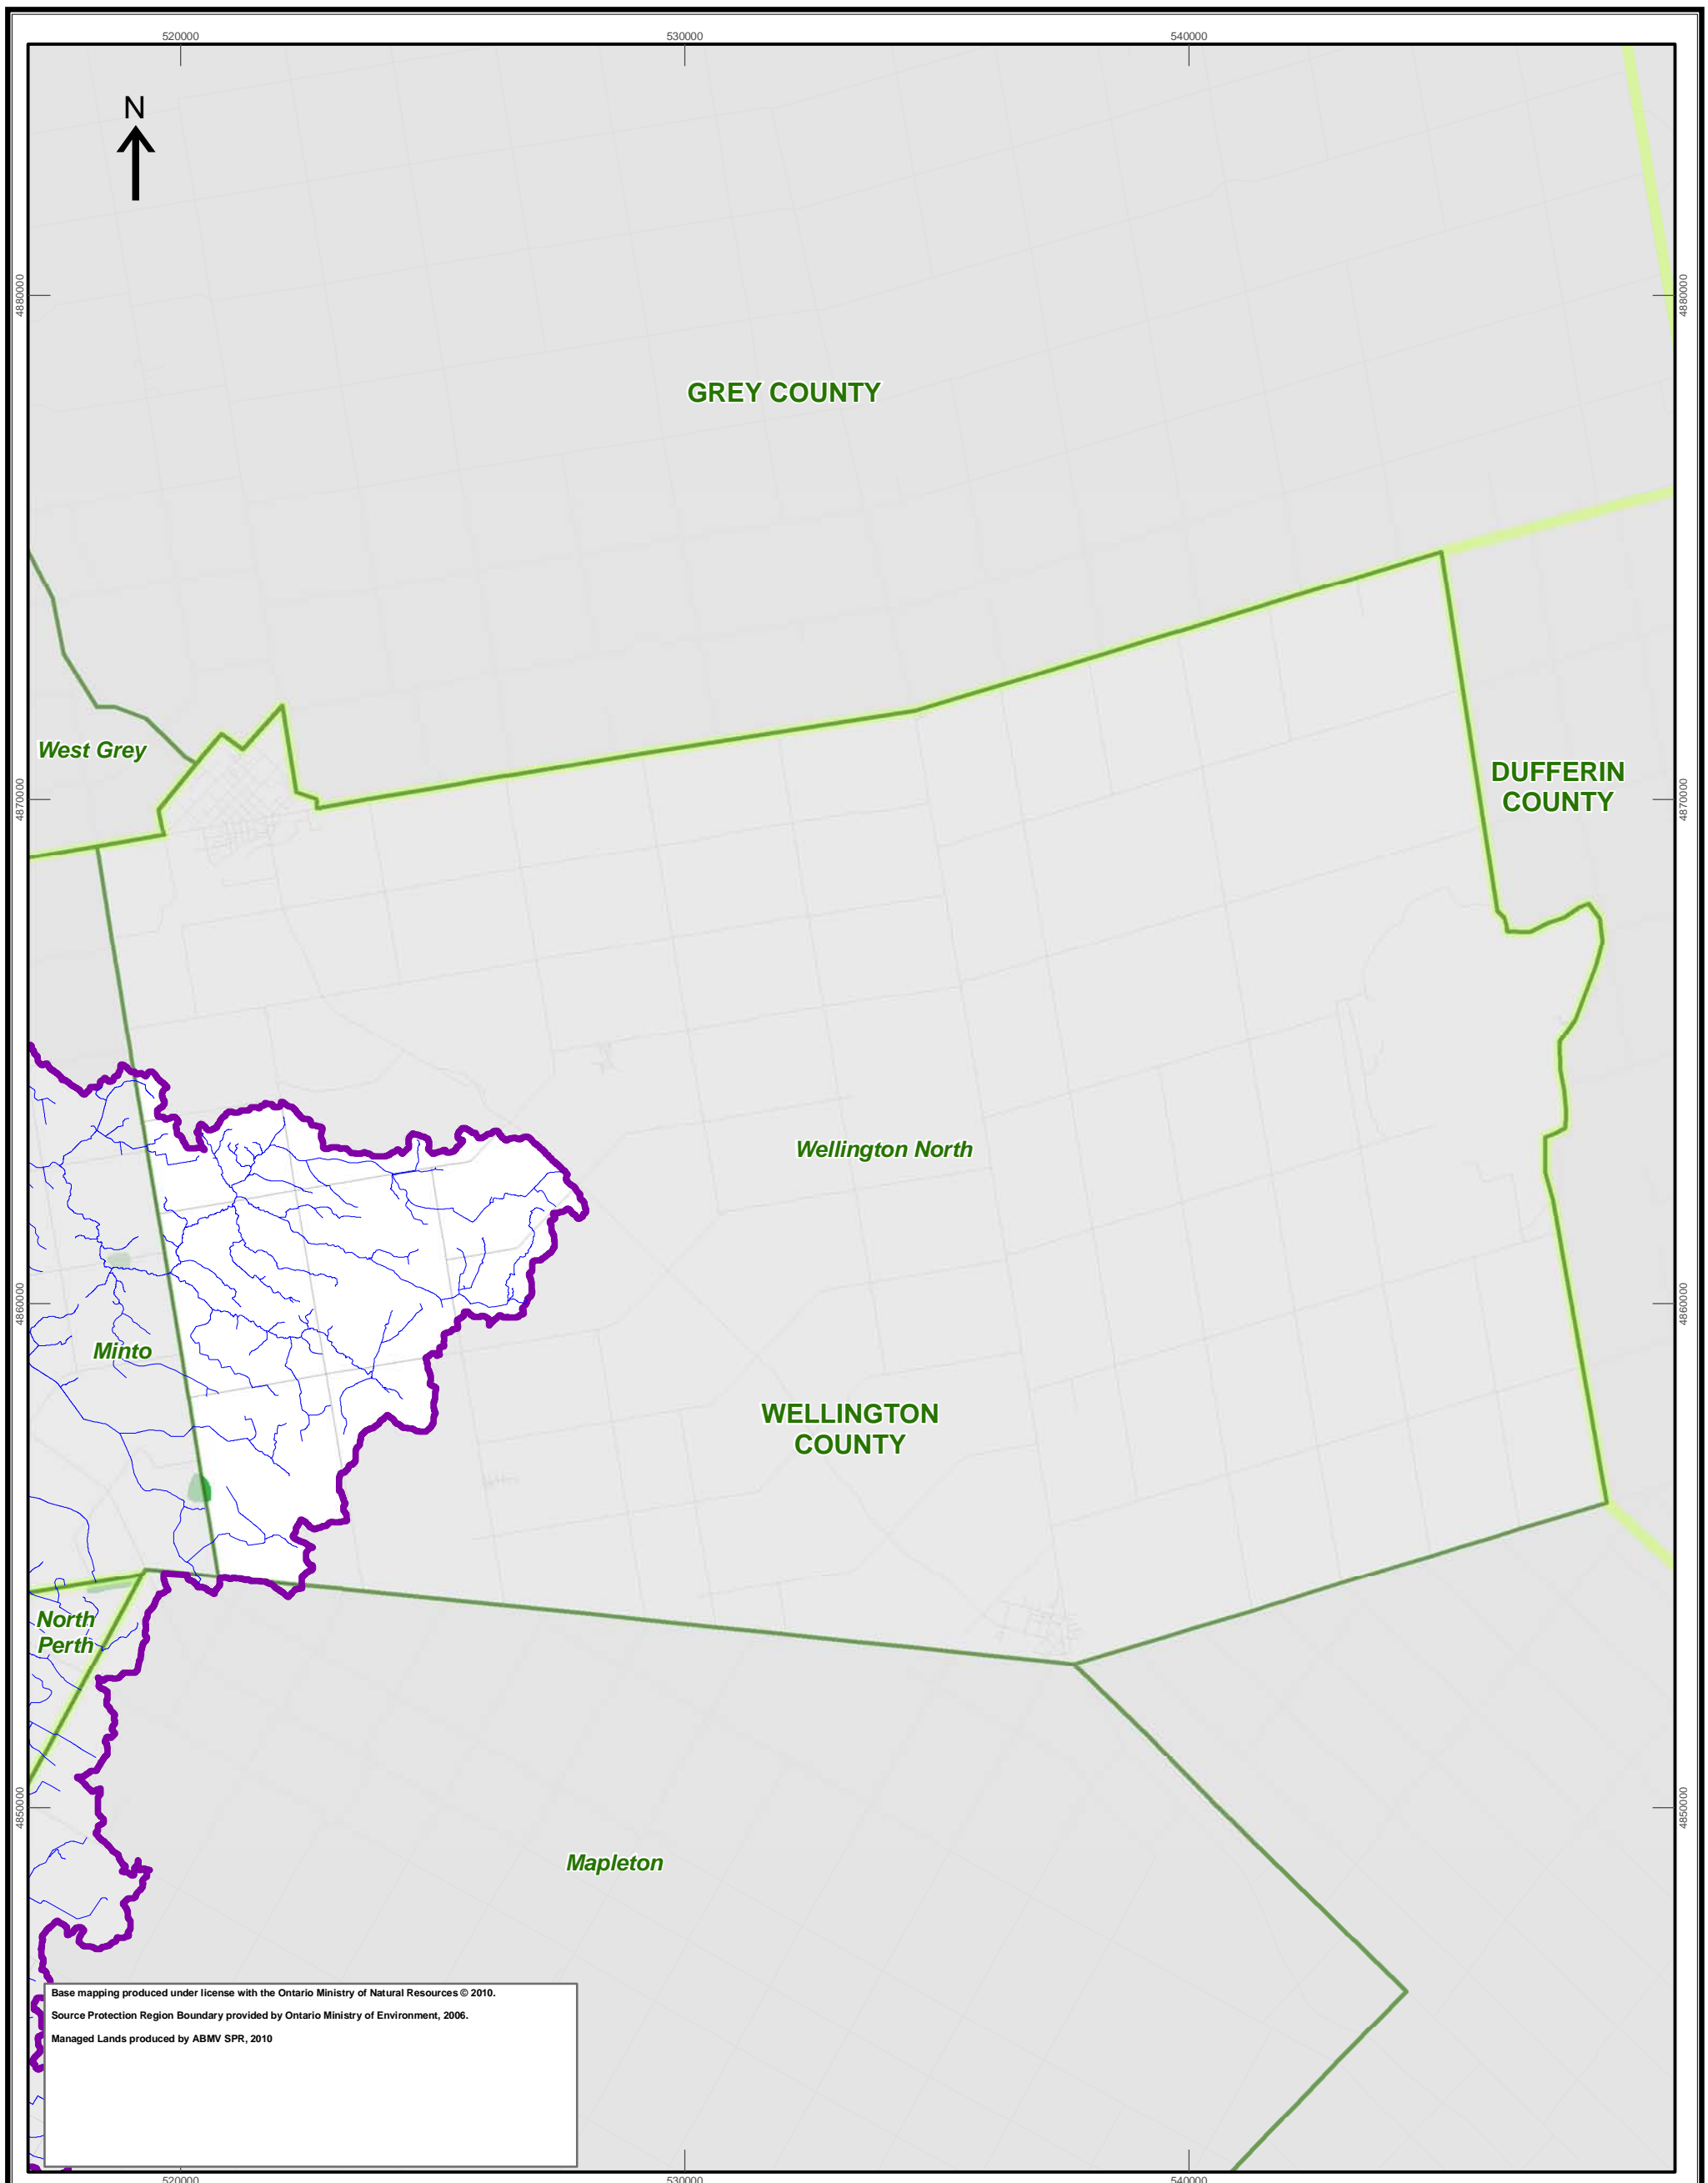 520000 530000 540000
N
4880000 4880000
GREY COUNTY
West Grey
DUFFERIN
COUNTY
4870000 4870000
Wellington North
4860000 4860000
Minto
WELLINGTON
COUNTY
North
Perth
4850000 4850000
Mapleton
Base mapping produced under license with the Ontario Ministry of Natural Resources © 2010.
Source Protection Region Boundary provided by Ontario Ministry of Environment, 2006.
Managed Lands produced by ABMV SPR, 2010
520000 530000 540000